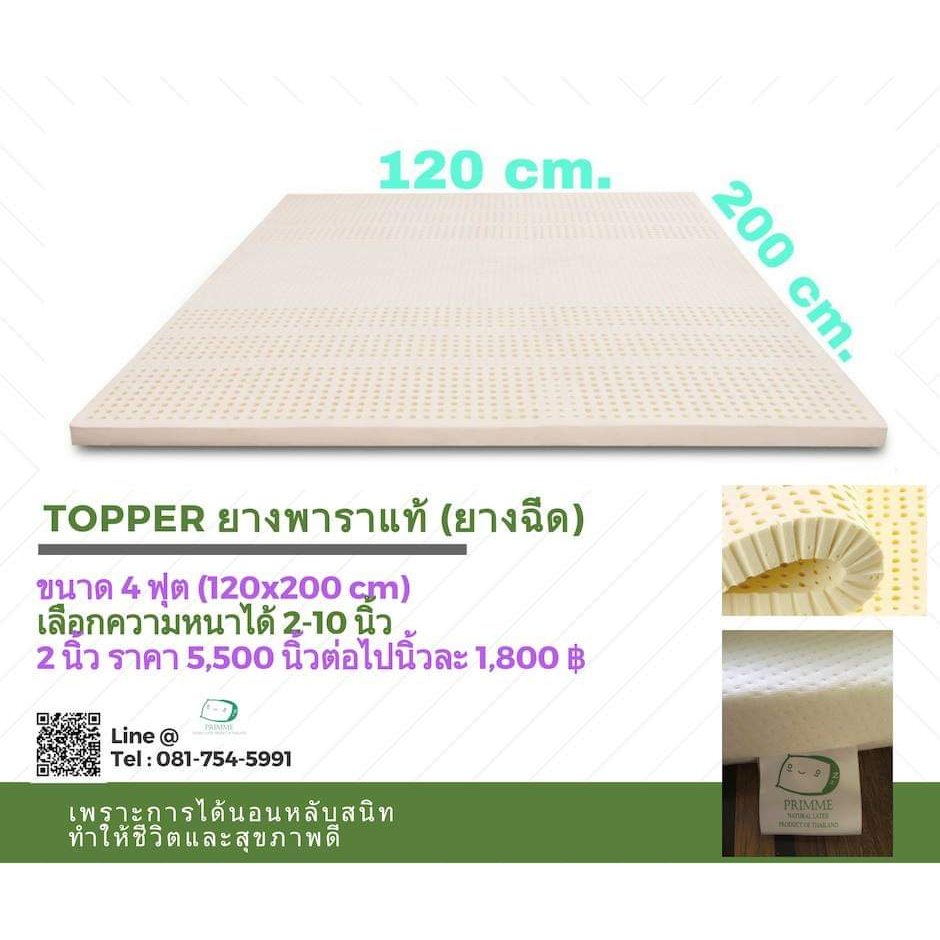 120 cm.
200 cm.
TOPPER ยางพาราแท้ (ยางฉีด)
ขนาด 4 ฟุต (120x200 cm)
เลือกความหนาได้ 2-10 นิ้ว
2 นิ้ว ราคา 5,500 นิ้วต่อไปนิ้วละ 1,800 ฿
PRIMME
Line @
Tel : 081-754-5991
PRIMME
NATURAL LATEX
PRODUCT OF THAILAND
เพราะการได้นอนหลับสนิท
ทำให้ชีวิตและสุขภาพดี